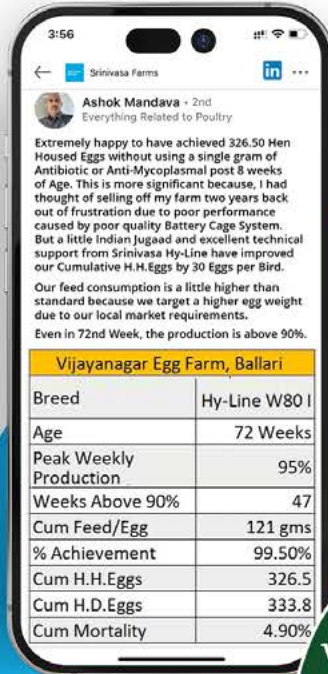 3:56
Srinivasa Farms
in
Ashok Mandava • 2nd
Everything Related to Poultry
Extremely happy to have achieved 326.50 Hen
Housed Eggs without using a single gram of
Antibiotic or Anti-Mycoplasmal post 8 weeks
of Age. This is more significant because, I had
thought of selling off my farm two years back
out of frustration due to poor performance
caused by poor quality Battery Cage System.
But a little Indian Jugaad and excellent technical
support from Srinivasa Hy-Line have improved
our Cumulative H.H.Eggs by 30 Eggs per Bird.
Our feed consumption is a little higher than
standard because we target a higher egg weight
due to our local market requirements.
Even in 72nd Week, the production is above 90%.
Vijayanagar Egg Farm, Ballari
Breed Hy-Line W80 I
Age 72 Weeks
Peak Weekly
Production 95%
Weeks Above 90% 47
Cum Feed/Egg 121 gms
% Achievement 99.50%
Cum H.H.Eggs 326.5
Cum H.D.Eggs 333.8
Cum Mortality 4.90%